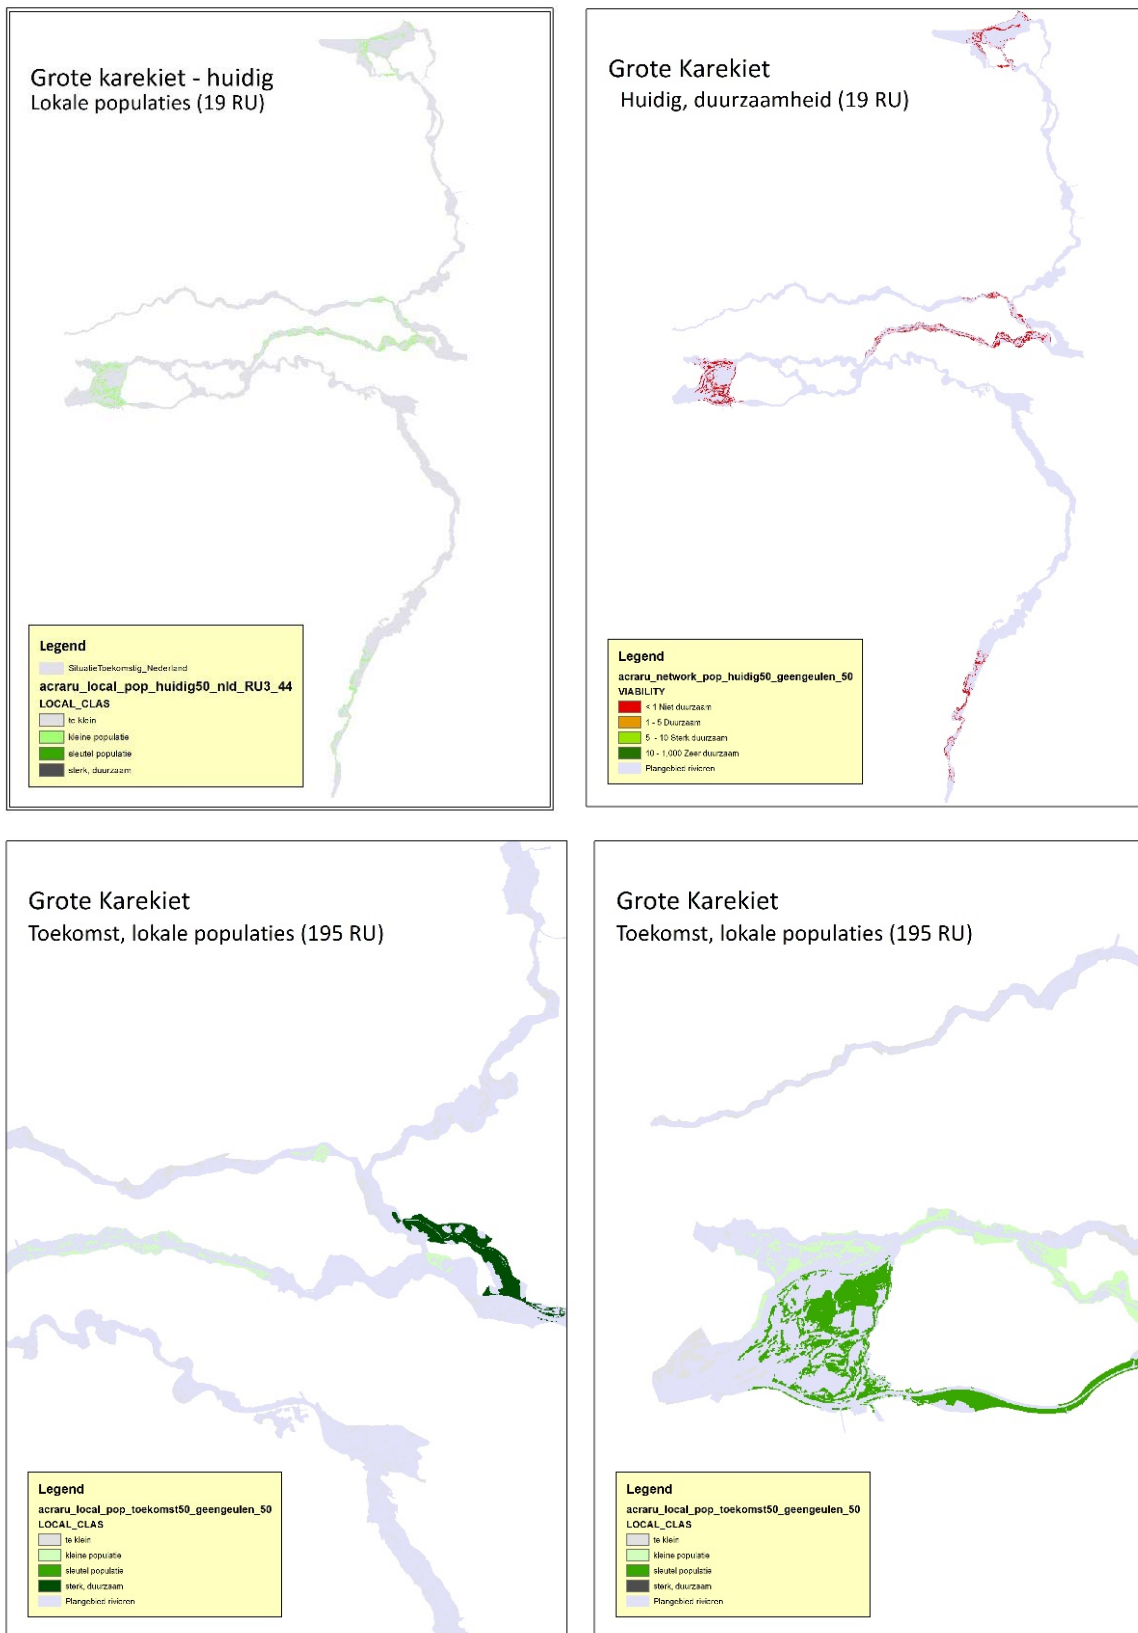 Grote karekiet - huidig
Lokale populaties (19 RU)
Legend
SituatieToekomstig_Nederland
acraru_local_pop_huidig50_nld_RU3_44
LOCAL_CLAS
te klein
kleine populatie
sleutel populatie
sterk, duurzaam
Grote Karekiet
Huidig, duurzaamheid (19 RU)
Legend
acraru_network_pop_huidig50_geengeulen_50
VIABILITY
< 1 Niet duurzaam
1 - 5 Duurzaam
5 - 10 Sterk duurzaam
10 - 1,000 Zeer duurzaam
Plangebied rivieren
Grote Karekiet
Toekomst, lokale populaties (195 RU)
Legend
acraru_local_pop_toekomst50_geengeulen_50
LOCAL_CLAS
te klein
kleine populatie
sleutel populatie
sterk, duurzaam
Plangebied rivieren
Grote Karekiet
Toekomst, lokale populaties (195 RU)
Legend
acraru_local_pop_toekomst50_geengeulen_50
LOCAL_CLAS
te klein
kleine populatie
sleutel populatie
sterk, duurzaam
Plangebied rivieren